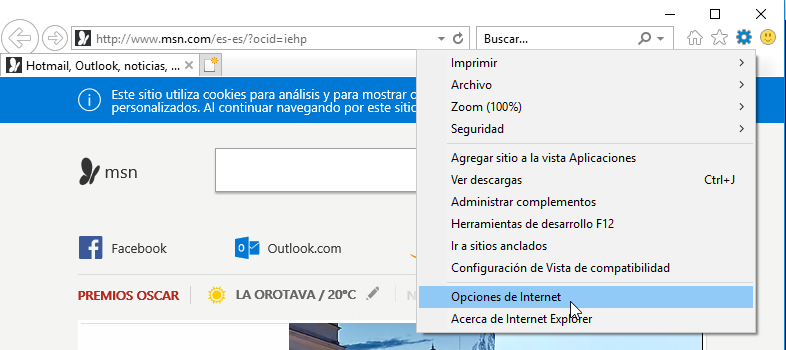 http://www.msn.com/es-es/?ocid=iehp
Buscar...
Hotmail, Outlook, noticias, ...
Imprimir
Archivo
Zoom (100%)
Seguridad
Agregar sitio a la vista Aplicaciones
Ver descargas Ctrl+J
Administrar complementos
Herramientas de desarrollo F12
Ir a sitios anclados
Configuración de Vista de compatibilidad
Opciones de Internet
Acerca de Internet Explorer
Este sitio utiliza cookies para análisis y para mostrar
personalizados. Al continuar navegando por este
msn
Facebook
Outlook.com
PREMIOS OSCAR
LA OROTAVA / 20ºC